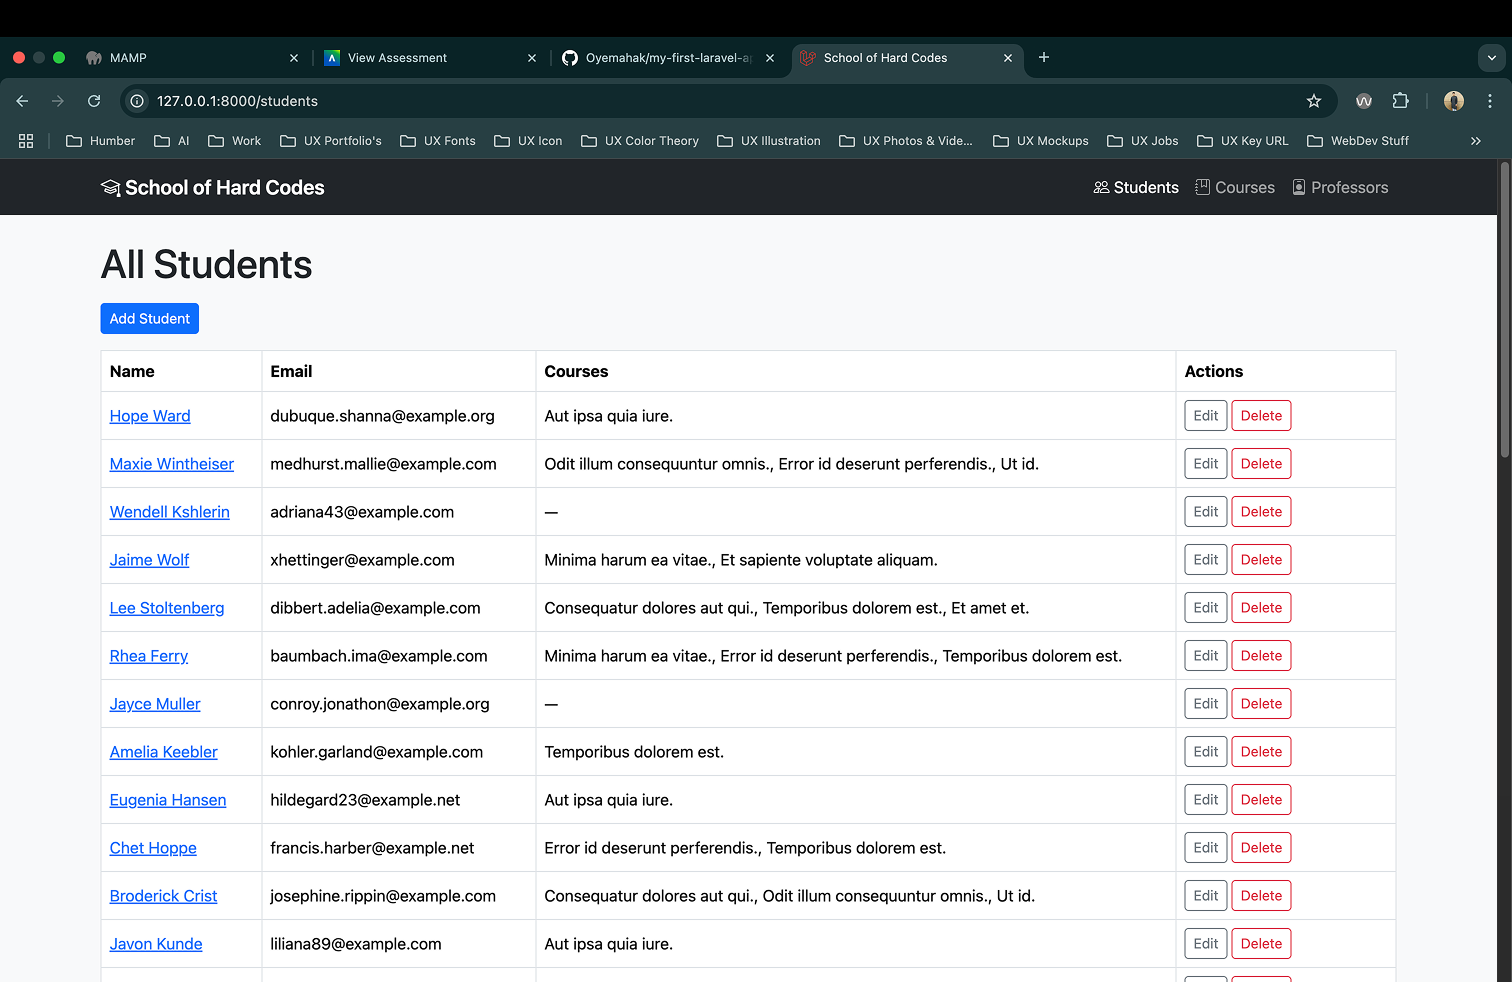 MAMP
View Assessment
Oyemahak/my-first-laravel-ap
School of Hard Codes
127.0.0.1:8000/students
Humber
AI
Work
UX Portfolio's
UX Fonts
UX Icon
UX Color Theory
UX Illustration
UX Photos & Vide...
UX Mockups
UX Jobs
UX Key URL
WebDev Stuff
School of Hard Codes
Students
Courses
Professors
All Students
Add Student
Name Email Courses Actions
Hope Ward dubuque.shanna@example.org Aut ipsa quia iure. Edit Delete
Maxie Wintheiser medhurst.mallie@example.com Odit illum consequuntur omnis., Error id deserunt perferendis., Ut id. Edit Delete
Wendell Kshlerin adriana43@example.com — Edit Delete
Jaime Wolf xhettinger@example.com Minima harum ea vitae., Et sapiente voluptate aliquam. Edit Delete
Lee Stoltenberg dibbert.adelia@example.com Consequatur dolores aut qui., Temporibus dolorem est., Et amet et. Edit Delete
Rhea Ferry baumbach.ima@example.com Minima harum ea vitae., Error id deserunt perferendis., Temporibus dolorem est. Edit Delete
Jayce Muller conroy.jonathon@example.org — Edit Delete
Amelia Keebler kohler.garland@example.com Temporibus dolorem est. Edit Delete
Eugenia Hansen hildegard23@example.net Aut ipsa quia iure. Edit Delete
Chet Hoppe francis.harber@example.net Error id deserunt perferendis., Temporibus dolorem est. Edit Delete
Broderick Crist josephine.rippin@example.com Consequatur dolores aut qui., Odit illum consequuntur omnis., Ut id. Edit Delete
Javon Kunde liliana89@example.com Aut ipsa quia iure. Edit Delete